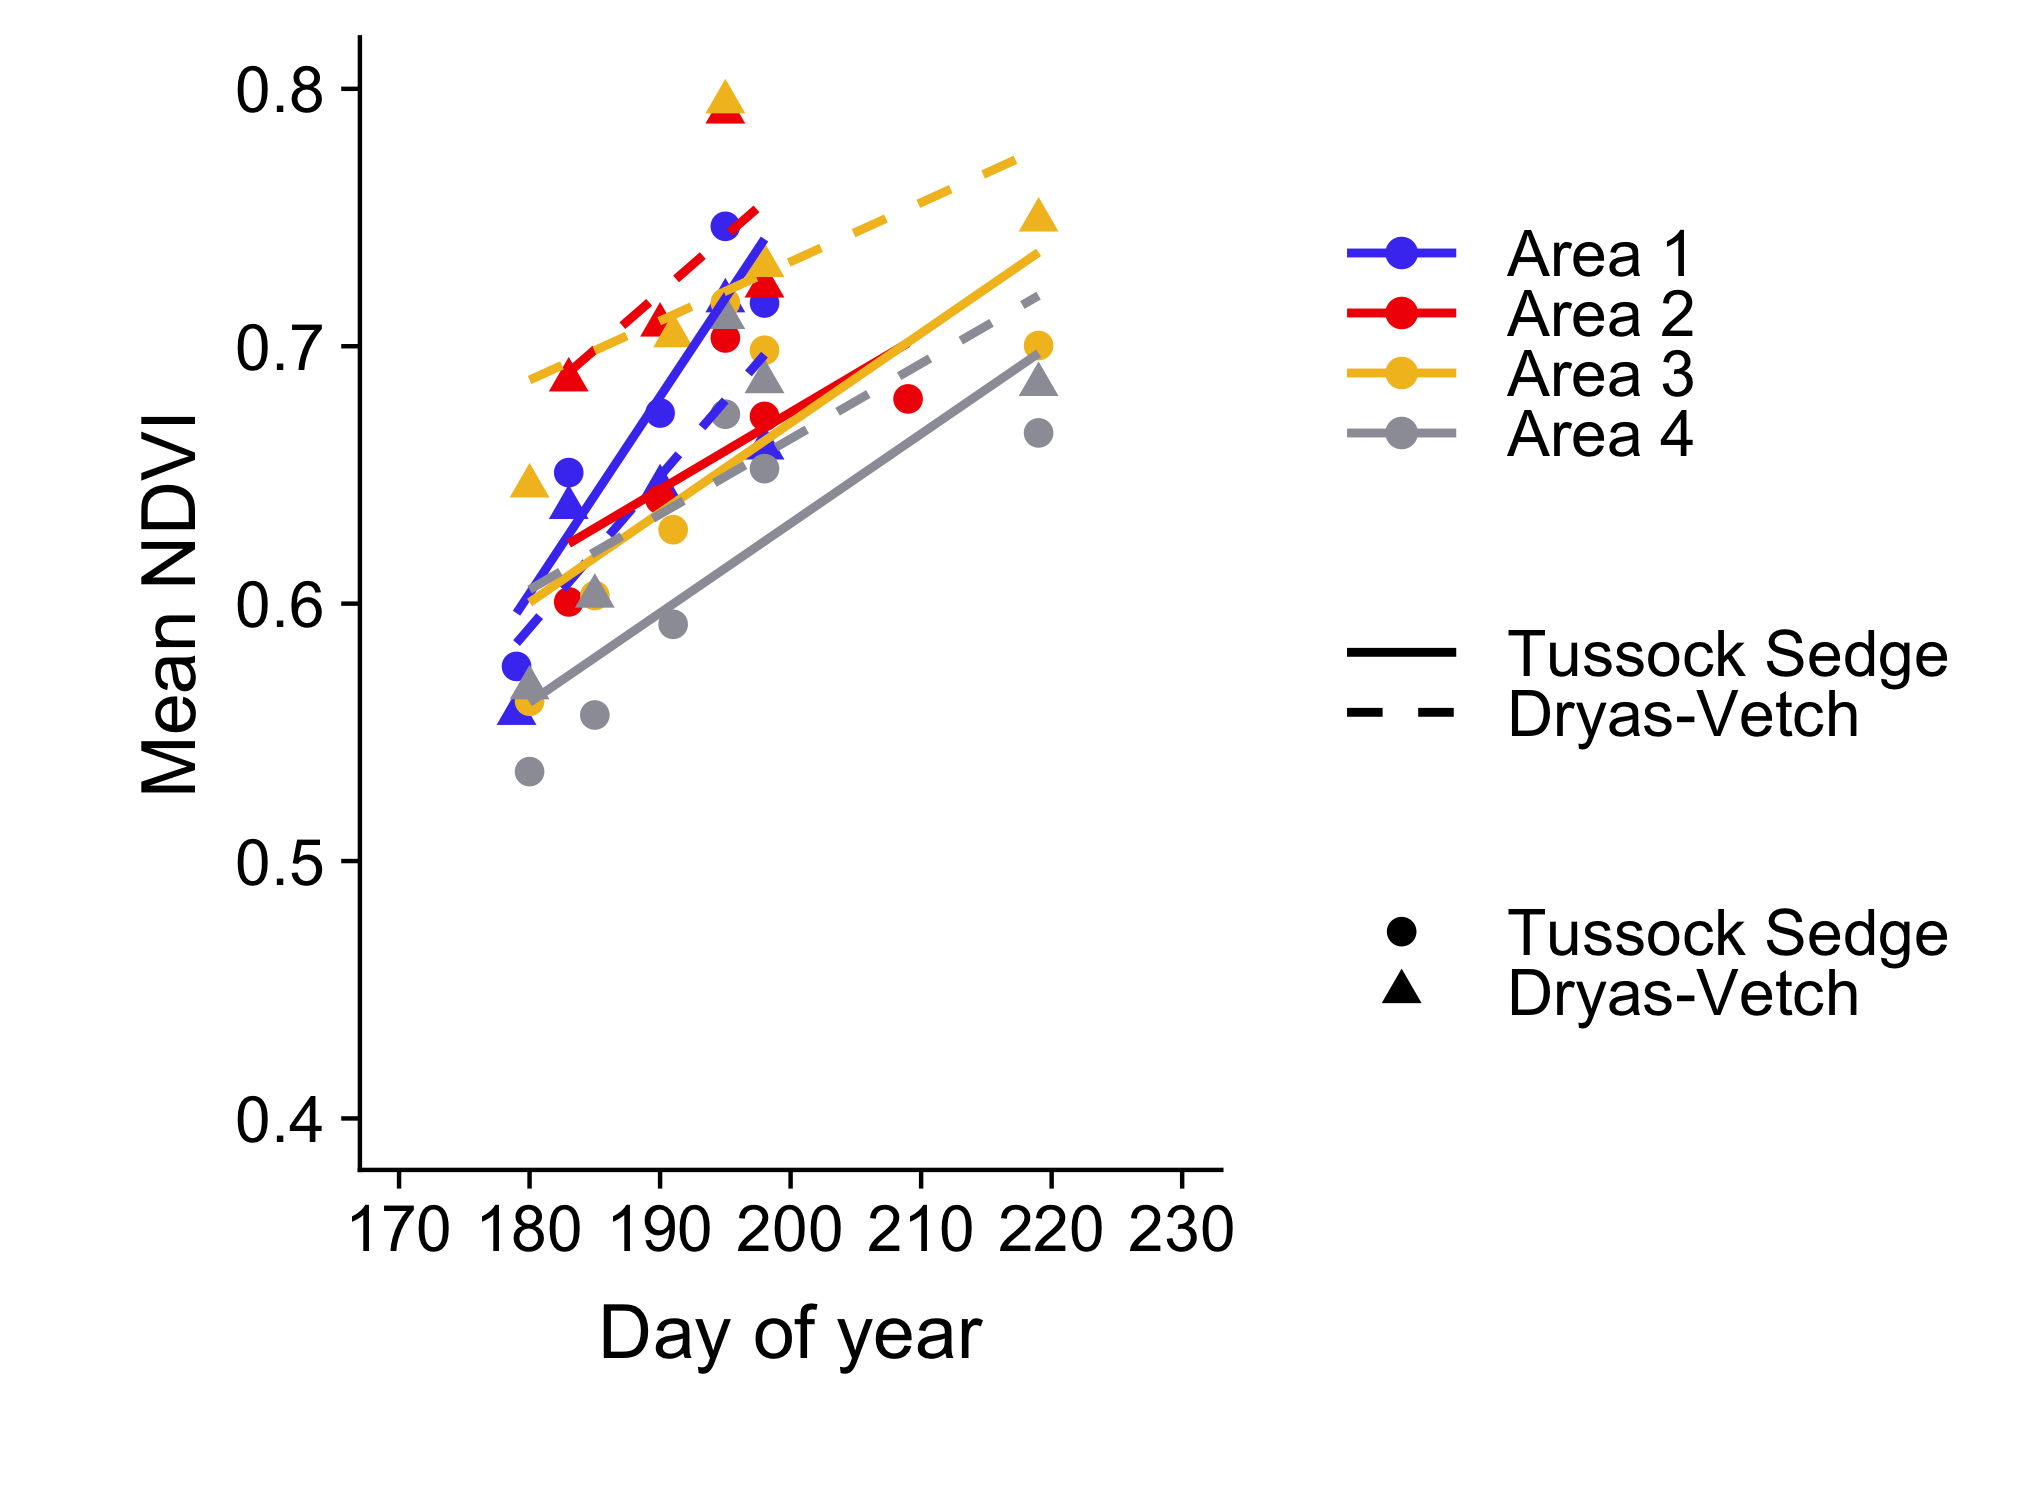 0.8
0.7
0.6
0.5
0.4
Mean NDVI
170 180 190 200 210 220 230
Day of year
Area 1
Area 2
Area 3
Area 4
Tussock Sedge
Dryas-Vetch
Tussock Sedge
Dryas-Vetch